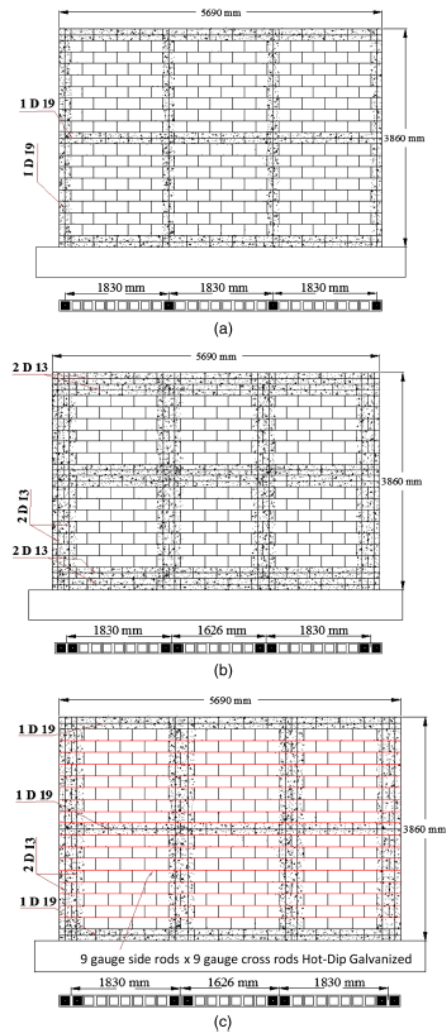 5690 mm
1 D 19
3860 mm
1 D 19
1830 mm 1830 mm 1830 mm
(a)
5690 mm
2 D 13
3860 mm
2 D 13
2 D 13
1830 mm 1626 mm 1830 mm
(b)
5690 mm
1 D 19
1 D 19
3860 mm
2 D 13
1 D 19
9 gauge side rods x 9 gauge cross rods Hot-Dip Galvanized
1830 mm 1626 mm 1830 mm
(c)